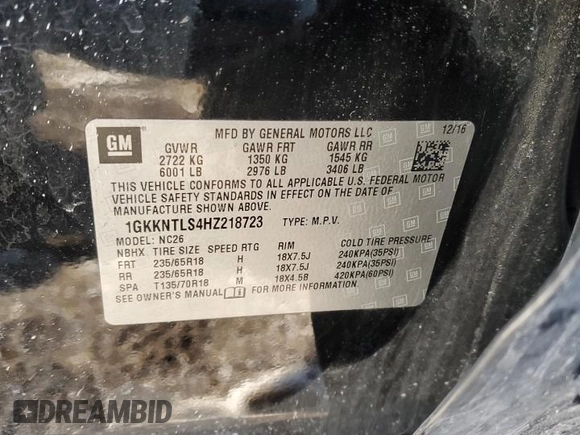 GM
MFD BY GENERAL MOTORS LLC 12/16
GVWR GAWR FRT GAWR RR
2722 KG 1350 KG 1545 KG
6001 LB 2976 LB 3406 LB
THIS VEHICLE CONFORMS TO ALL APPLICABLE U.S. FEDERAL MOTOR
VEHICLE SAFETY STANDARDS IN EFFECT ON THE DATE OF
MANUFACTURE SHOWN ABOVE.
1GKKNTLS4HZ218723 TYPE: M.P.V.
MODEL: NC26
NBHX TIRE SIZE SPEED RTG RIM COLD TIRE PRESSURE
FRT 235/65R18 H 18X7.5J 240KPA(35PSI)
RR 235/65R18 H 18X7.5J 240KPA(35PSI)
SPA T135/70R18 M 18X4.5B 420KPA(60PSI)
SEE OWNER'S MANUAL FOR MORE INFORMATION.
DREAMBID